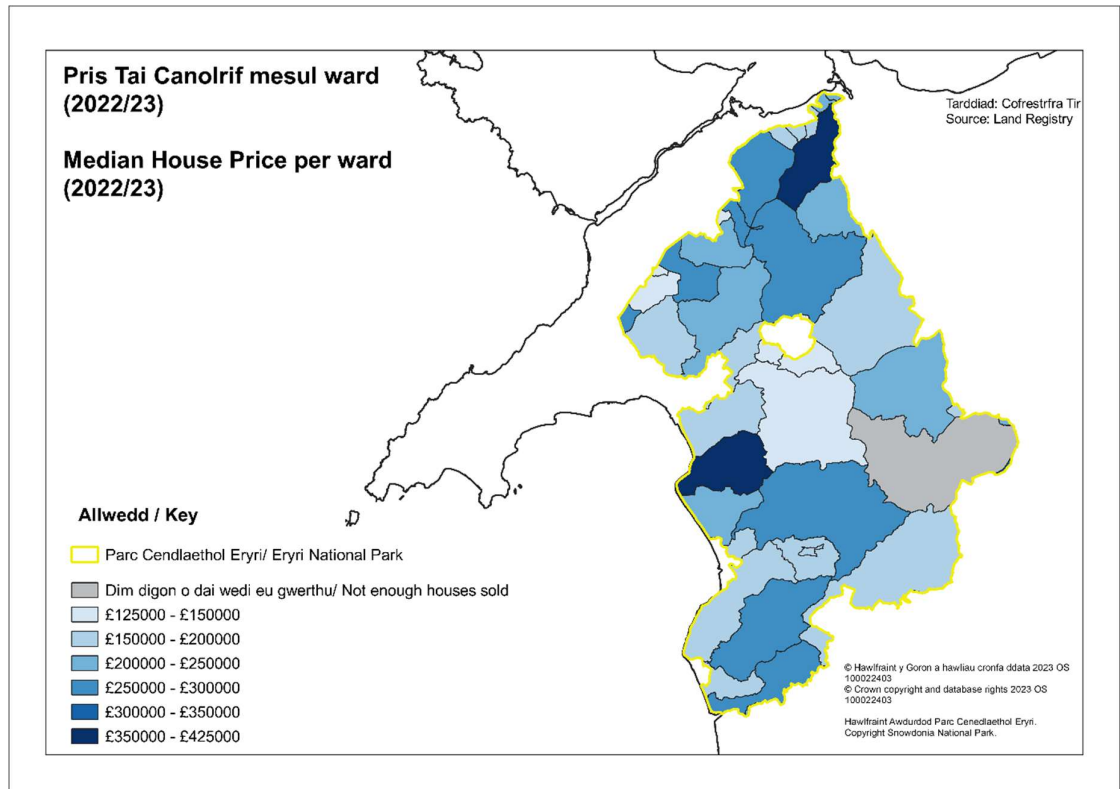 Pris Tai Canolrif mesul ward
(2022/23)
Median House Price per ward
(2022/23)
Tarddiad: Cofrestrfra Tir
Source: Land Registry
Allwedd / Key
Parc Cendlaethol Eryri/ Eryri National Park
Dim digon o dai wedi eu gwerthu/ Not enough houses sold
£125000 - £150000
£150000 - £200000
£200000 - £250000
£250000 - £300000
£300000 - £350000
£350000 - £425000
© Hawlfraint y Goron a hawliau cronfa ddata 2023 OS
100022403
© Crown copyright and database rights 2023 OS
100022403
Hawlfraint Awdurdod Parc Cenedlaethol Eryri.
Copyright Snowdonia National Park.